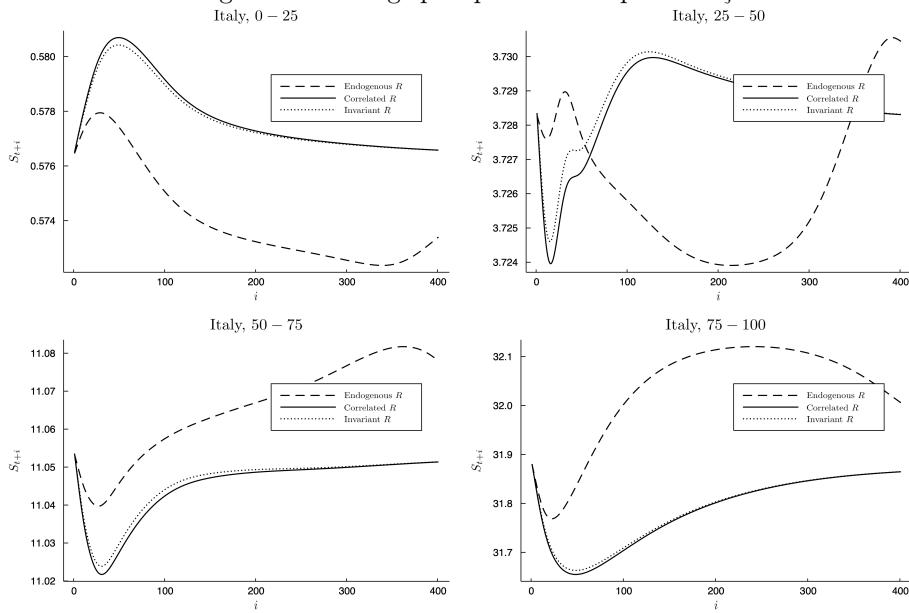 Italy, 0 − 25
0.580
0.578
0.576
0.574
S_{t+i}
0
100
200
300
400
i
Endogenous R
Correlated R
Invariant R
Italy, 25 − 50
3.730
3.729
3.728
3.727
3.726
3.725
3.724
S_{t+i}
0
100
200
300
400
i
Endogenous R
Correlated R
Invariant R
Italy, 50 − 75
11.08
11.07
11.06
11.05
11.04
11.03
11.02
S_{t+i}
0
100
200
300
400
i
Endogenous R
Correlated R
Invariant R
Italy, 75 − 100
32.1
32.0
31.9
31.8
31.7
S_{t+i}
0
100
200
300
400
i
Endogenous R
Correlated R
Invariant R